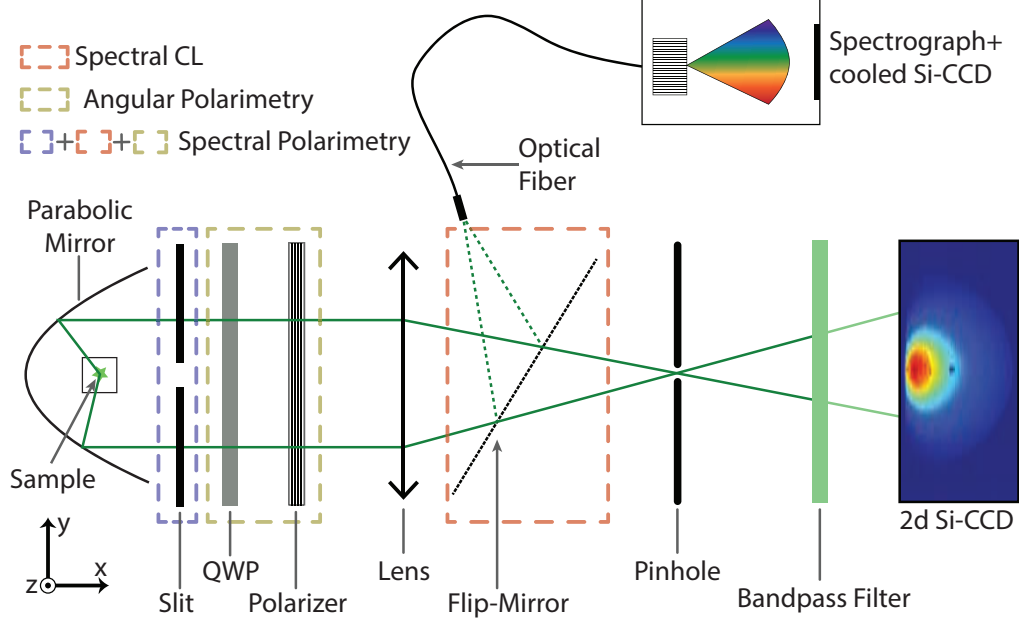 Spectral CL
Angular Polarimetry
+ + Spectral Polarimetry
Spectrograph+
cooled Si-CCD
Optical
Fiber
Parabolic
Mirror
Sample
y
x
z
Slit
QWP
Polarizer
Lens
Flip-Mirror
Pinhole
Bandpass Filter
2d Si-CCD